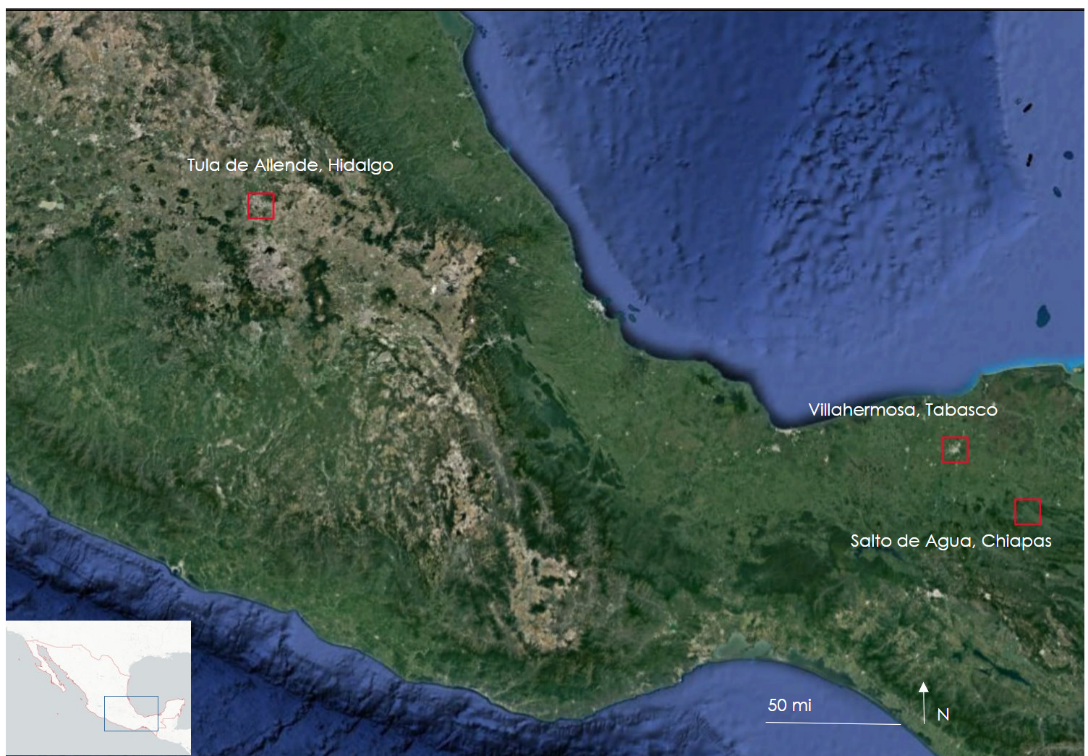 Tula de Allende, Hidalgo
Villahermosa, Tabasco
Salto de Agua, Chiapas
50 mi
N